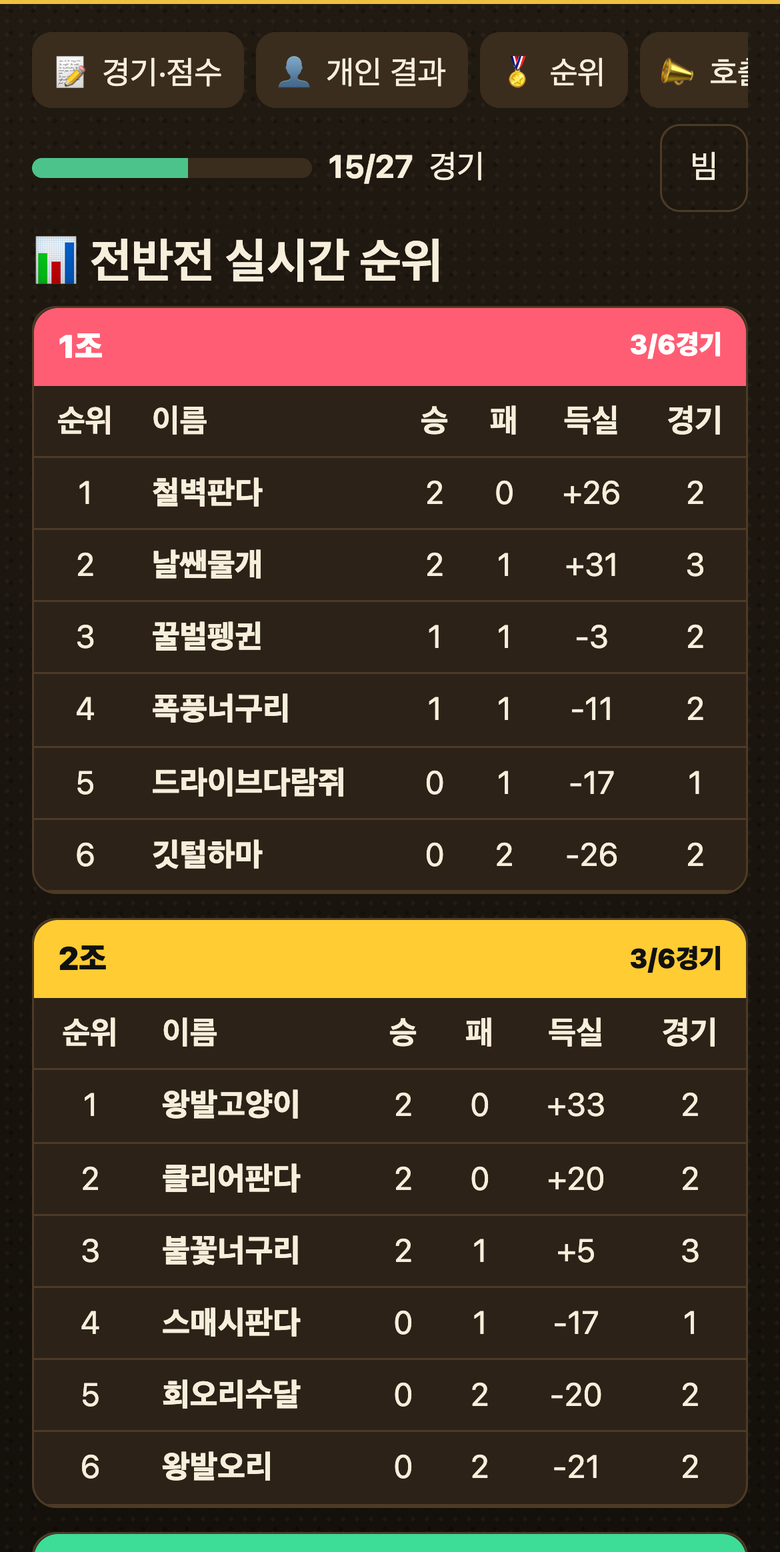 경기·점수 개인 결과 순위
15/27 경기 빔
전반전 실시간 순위
1조 3/6경기
순위 이름 승 패 득실 경기
1 철벽판다 2 0 +26 2
2 날쌘물개 2 1 +31 3
3 꿀벌펭귄 1 1 -3 2
4 폭풍너구리 1 1 -11 2
5 드라이브다람쥐 0 1 -17 1
6 깃털하마 0 2 -26 2
2조 3/6경기
순위 이름 승 패 득실 경기
1 왕발고양이 2 0 +33 2
2 클리어판다 2 0 +20 2
3 불꽃너구리 2 1 +5 3
4 스매시판다 0 1 -17 1
5 회오리수달 0 2 -20 2
6 왕발오리 0 2 -21 2